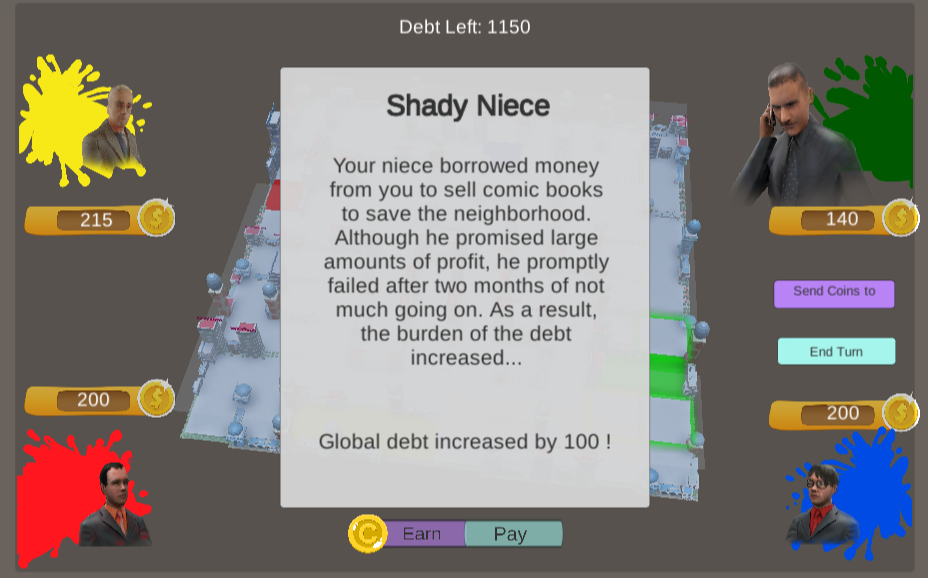 Debt Left: 1150
Shady Niece
Your niece borrowed money
from you to sell comic books
to save the neighborhood.
Although he promised large
amounts of profit, he promptly
failed after two months of not
much going on. As a result,
the burden of the debt
increased...
Global debt increased by 100 !
215
140
Send Coins to
End Turn
200
200
Earn
Pay